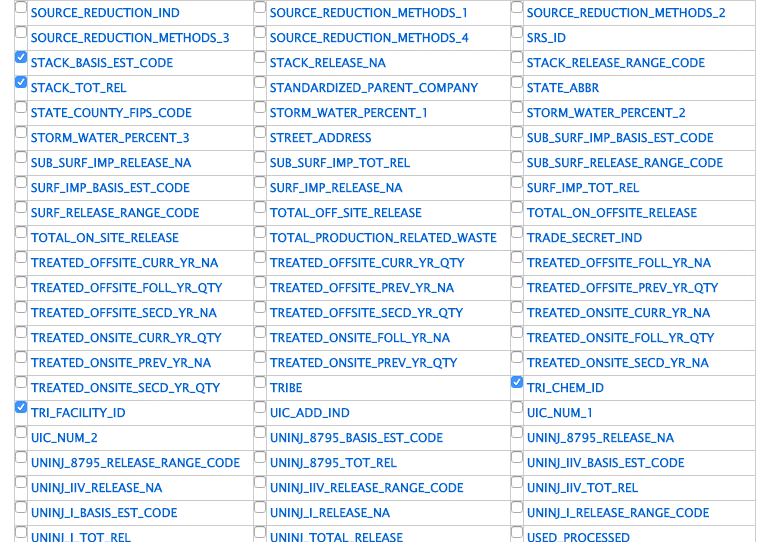 SOURCE_REDUCTION_IND SOURCE_REDUCTION_METHODS_1 SOURCE_REDUCTION_METHODS_2
SOURCE_REDUCTION_METHODS_3 SOURCE_REDUCTION_METHODS_4 SRS_ID
STACK_BASIS_EST_CODE STACK_RELEASE_NA STACK_RELEASE_RANGE_CODE
STACK_TOT_REL STANDARDIZED_PARENT_COMPANY STATE_ABBR
STATE_COUNTY_FIPS_CODE STORM_WATER_PERCENT_1 STORM_WATER_PERCENT_2
STORM_WATER_PERCENT_3 STREET_ADDRESS SUB_SURF_IMP_BASIS_EST_CODE
SUB_SURF_IMP_RELEASE_NA SUB_SURF_IMP_TOT_REL SUB_SURF_RELEASE_RANGE_CODE
SURF_IMP_BASIS_EST_CODE SURF_IMP_RELEASE_NA SURF_IMP_TOT_REL
SURF_RELEASE_RANGE_CODE TOTAL_OFF_SITE_RELEASE TOTAL_ON_OFFSITE_RELEASE
TOTAL_ON_SITE_RELEASE TOTAL_PRODUCTION_RELATED_WASTE TRADE_SECRET_IND
TREATED_OFFSITE_CURR_YR_NA TREATED_OFFSITE_CURR_YR_QTY TREATED_OFFSITE_FOLL_YR_NA
TREATED_OFFSITE_FOLL_YR_QTY TREATED_OFFSITE_PREV_YR_NA TREATED_OFFSITE_PREV_YR_QTY
TREATED_OFFSITE_SECD_YR_NA TREATED_OFFSITE_SECD_YR_QTY TREATED_ONSITE_CURR_YR_NA
TREATED_ONSITE_CURR_YR_QTY TREATED_ONSITE_FOLL_YR_NA TREATED_ONSITE_FOLL_YR_QTY
TREATED_ONSITE_PREV_YR_NA TREATED_ONSITE_PREV_YR_QTY TREATED_ONSITE_SECD_YR_NA
TREATED_ONSITE_SECD_YR_QTY TRIBE TRI_CHEM_ID
TRI_FACILITY_ID UIC_ADD_IND UIC_NUM_1
UIC_NUM_2 UNINJ_8795_BASIS_EST_CODE UNINJ_8795_RELEASE_NA
UNINJ_8795_RELEASE_RANGE_CODE UNINJ_8795_TOT_REL UNINJ_IIV_BASIS_EST_CODE
UNINJ_IIV_RELEASE_NA UNINJ_IIV_RELEASE_RANGE_CODE UNINJ_IIV_TOT_REL
UNINJ_I_BASIS_EST_CODE UNINJ_I_RELEASE_NA UNINJ_I_RELEASE_RANGE_CODE
UNINJ_I_TOT_REL UNINJ_TOTAL_RELEASE USED_PROCESSED